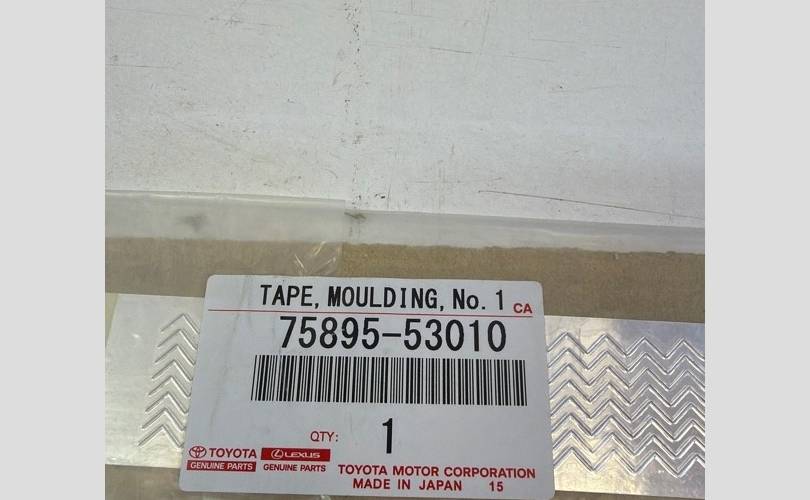 TAPE, MOULDING, No. 1 CA
75895-53010
QTY: 1
TOYOTA LEXUS
GENUINE PARTS GENUINE PARTS
TOYOTA MOTOR CORPORATION
MADE IN JAPAN 15